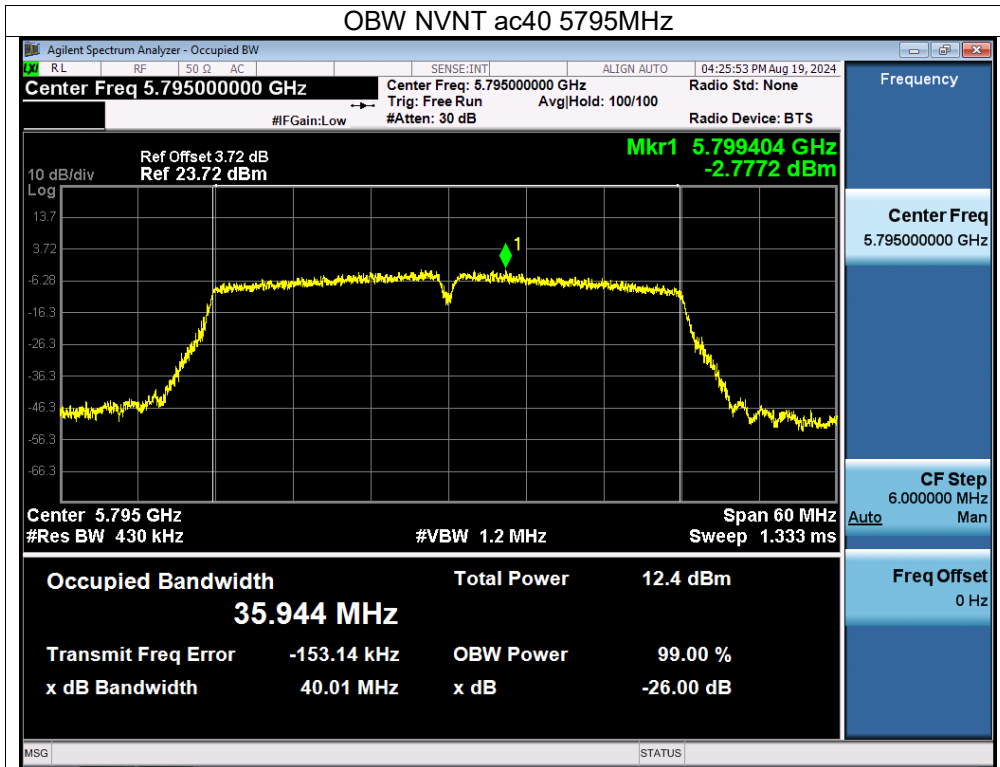 OBW NVNT ac40 5795MHz
Agilent Spectrum Analyzer - Occupied BW
LXI RL RF 50 Ω AC SENSE:INT ALIGN AUTO 04:25:53 PM Aug 19, 2024
Center Freq 5.795000000 GHz
Center Freq: 5.795000000 GHz
Radio Std: None
Trig: Free Run Avg|Hold: 100/100
#IFGain:Low #Atten: 30 dB Radio Device: BTS
Frequency
Mkr1 5.799404 GHz
-2.7772 dBm
Ref Offset 3.72 dB
10 dB/div Ref 23.72 dBm
Log
13.7
3.72
-6.28
-16.3
-26.3
-36.3
-46.3
-56.3
-66.3
1
Center Freq
5.795000000 GHz
CF Step
6.000000 MHz
Auto Man
Freq Offset
0 Hz
Center 5.795 GHz Span 60 MHz
#Res BW 430 kHz #VBW 1.2 MHz Sweep 1.333 ms
Occupied Bandwidth Total Power 12.4 dBm
35.944 MHz
Transmit Freq Error -153.14 kHz OBW Power 99.00 %
x dB Bandwidth 40.01 MHz x dB -26.00 dB
MSG STATUS